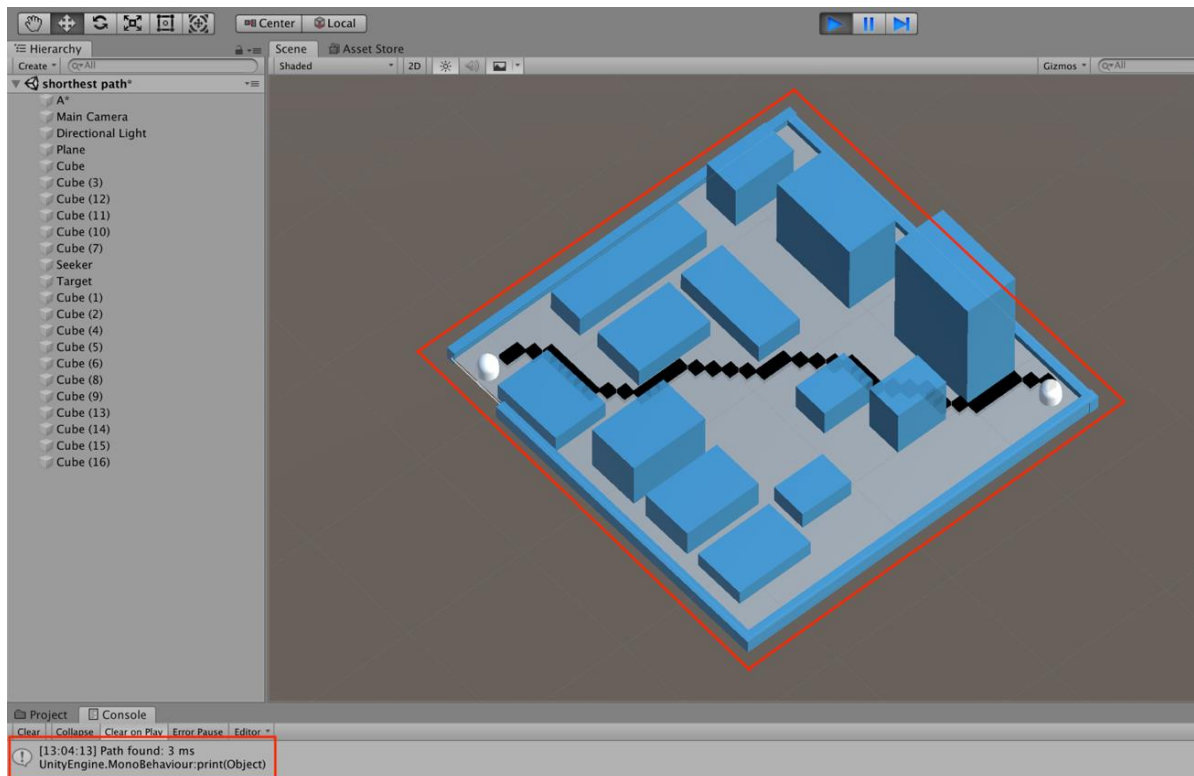 Center Local
Hierarchy
Create Q▾All
shorthest path*
A*
Main Camera
Directional Light
Plane
Cube
Cube (3)
Cube (12)
Cube (11)
Cube (10)
Cube (7)
Seeker
Target
Cube (1)
Cube (2)
Cube (4)
Cube (5)
Cube (6)
Cube (8)
Cube (9)
Cube (13)
Cube (14)
Cube (15)
Cube (16)
Scene Asset Store
Shaded 2D Gizmos Q▾All
Project Console
Clear Collapse Clear on Play Error Pause Editor
[13:04:13] Path found: 3 ms
UnityEngine.MonoBehaviour:print(Object)